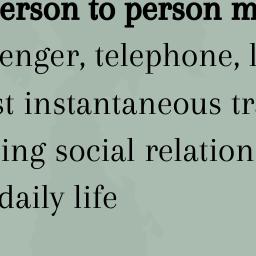 erson to person m
enger, telephone, l
st instantaneous tr
ing social relation
daily life